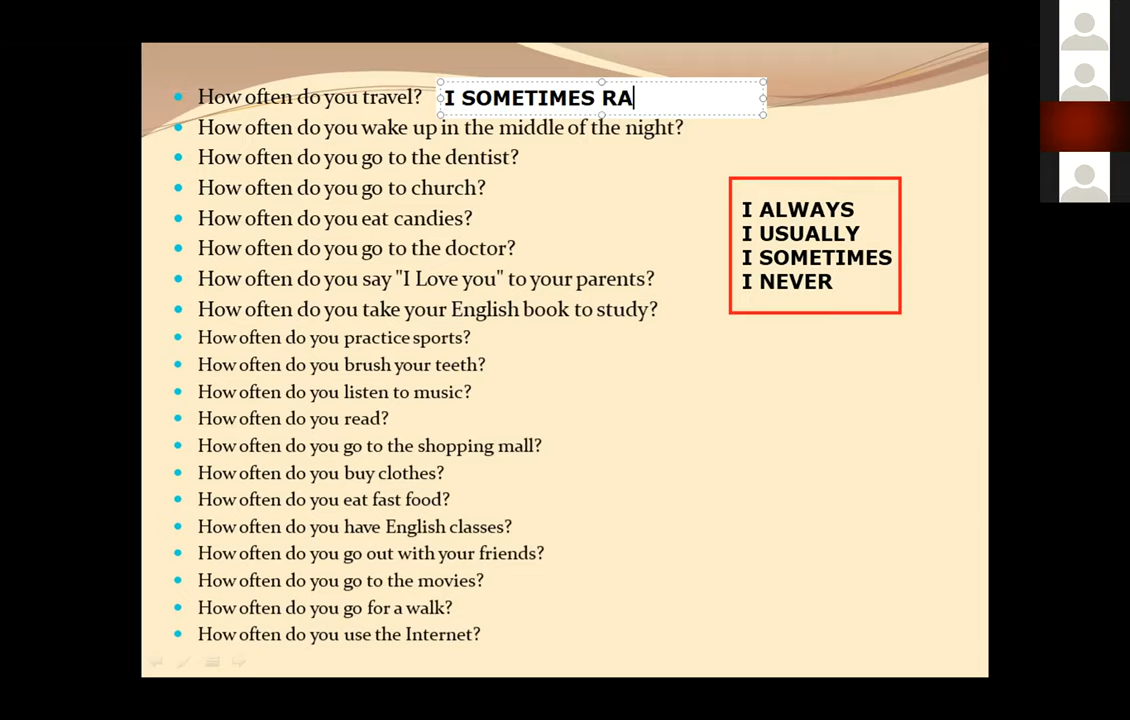 How often do you travel? I SOMETIMES RA
How often do you wake up in the middle of the night?
How often do you go to the dentist?
How often do you go to church?
How often do you eat candies?
How often do you go to the doctor?
How often do you say "I Love you" to your parents?
How often do you take your English book to study?
How often do you practice sports?
How often do you brush your teeth?
How often do you listen to music?
How often do you read?
How often do you go to the shopping mall?
How often do you buy clothes?
How often do you eat fast food?
How often do you have English classes?
How often do you go out with your friends?
How often do you go to the movies?
How often do you go for a walk?
How often do you use the Internet?
I ALWAYS
I USUALLY
I SOMETIMES
I NEVER